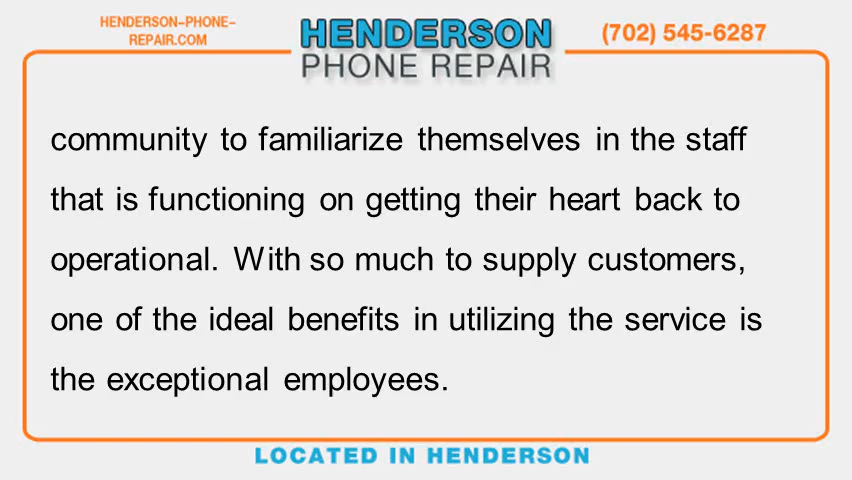 HENDERSON-PHONE-
REPAIR.COM
HENDERSON
PHONE REPAIR
(702) 545-6287
community to familiarize themselves in the staff
that is functioning on getting their heart back to
operational. With so much to supply customers,
one of the ideal benefits in utilizing the service is
the exceptional employees.
LOCATED IN HENDERSON